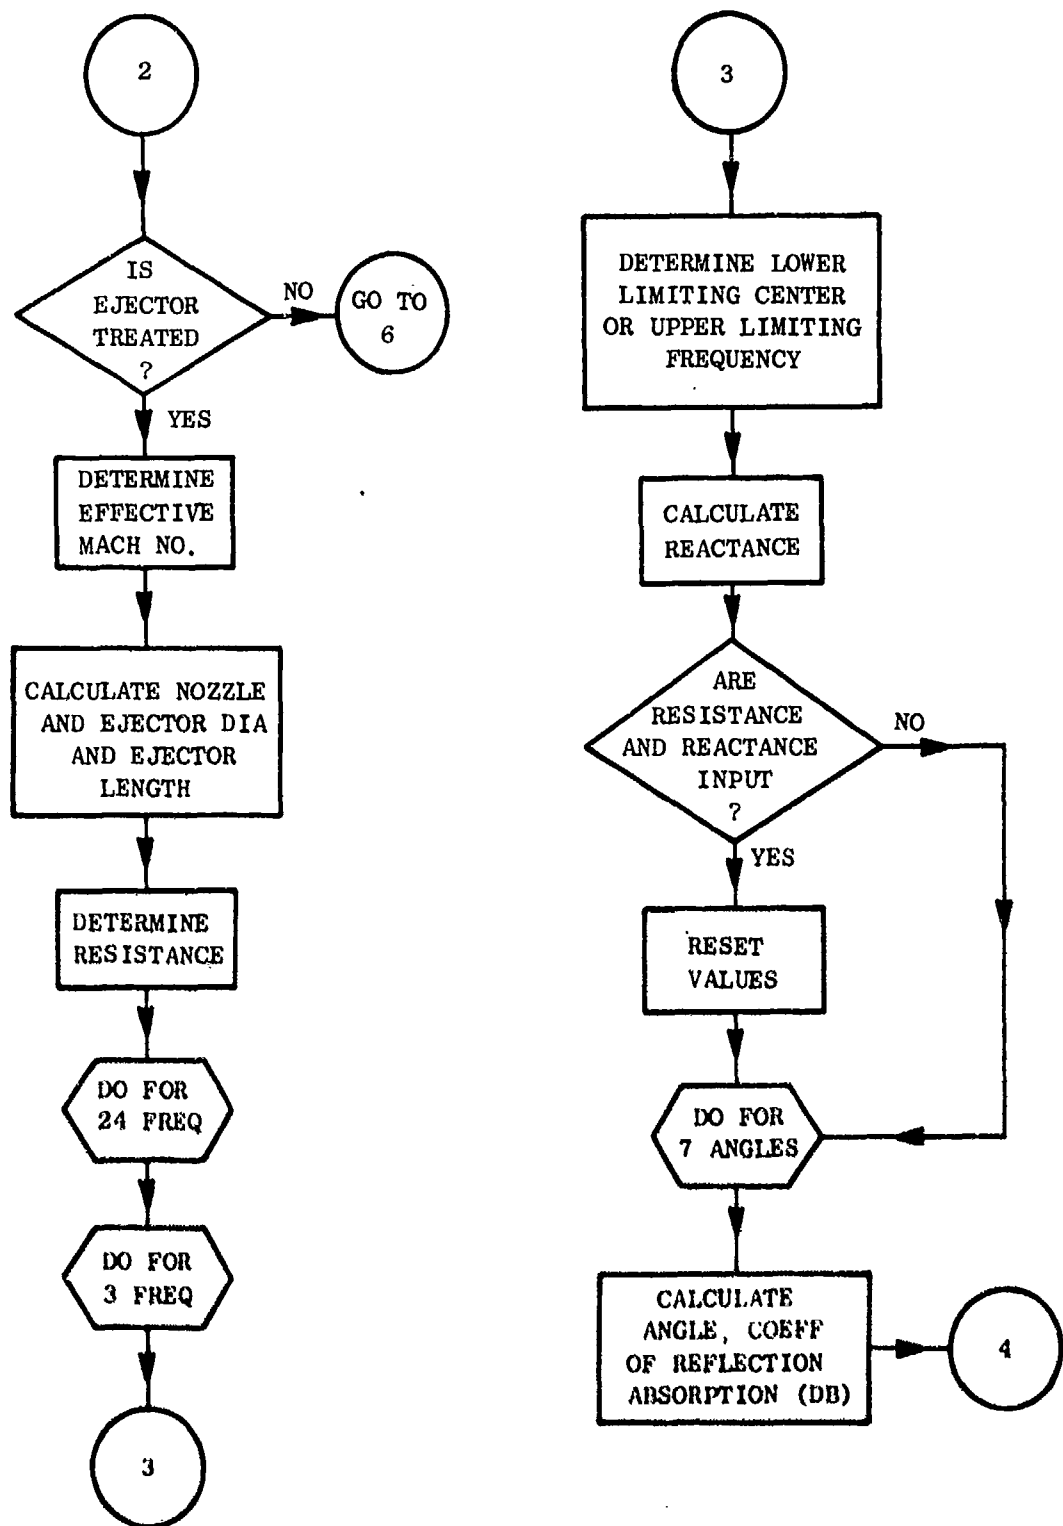 2
IS
EJECTOR
TREATED
?
NO
GO TO
6
YES
DETERMINE
EFFECTIVE
MACH NO.
CALCULATE NOZZLE
AND EJECTOR DIA
AND EJECTOR
LENGTH
DETERMINE
RESISTANCE
DO FOR
24 FREQ
DO FOR
3 FREQ
3
3
DETERMINE LOWER
LIMITING CENTER
OR UPPER LIMITING
FREQUENCY
CALCULATE
REACTANCE
ARE
RESISTANCE
AND REACTANCE
INPUT
?
NO
YES
RESET
VALUES
DO FOR
7 ANGLES
CALCULATE
ANGLE, COEFF
OF REFLECTION
ABSORPTION (DB)
4